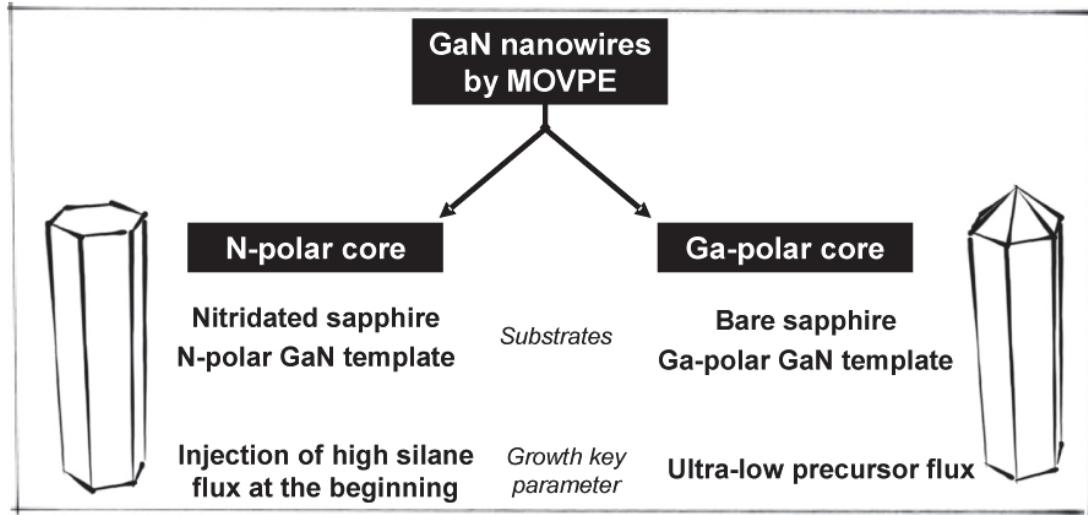 GaN nanowires
by MOVPE
N-polar core
Ga-polar core
Nitridated sapphire
N-polar GaN template
Substrates
Bare sapphire
Ga-polar GaN template
Injection of high silane
flux at the beginning
Growth key
parameter
Ultra-low precursor flux